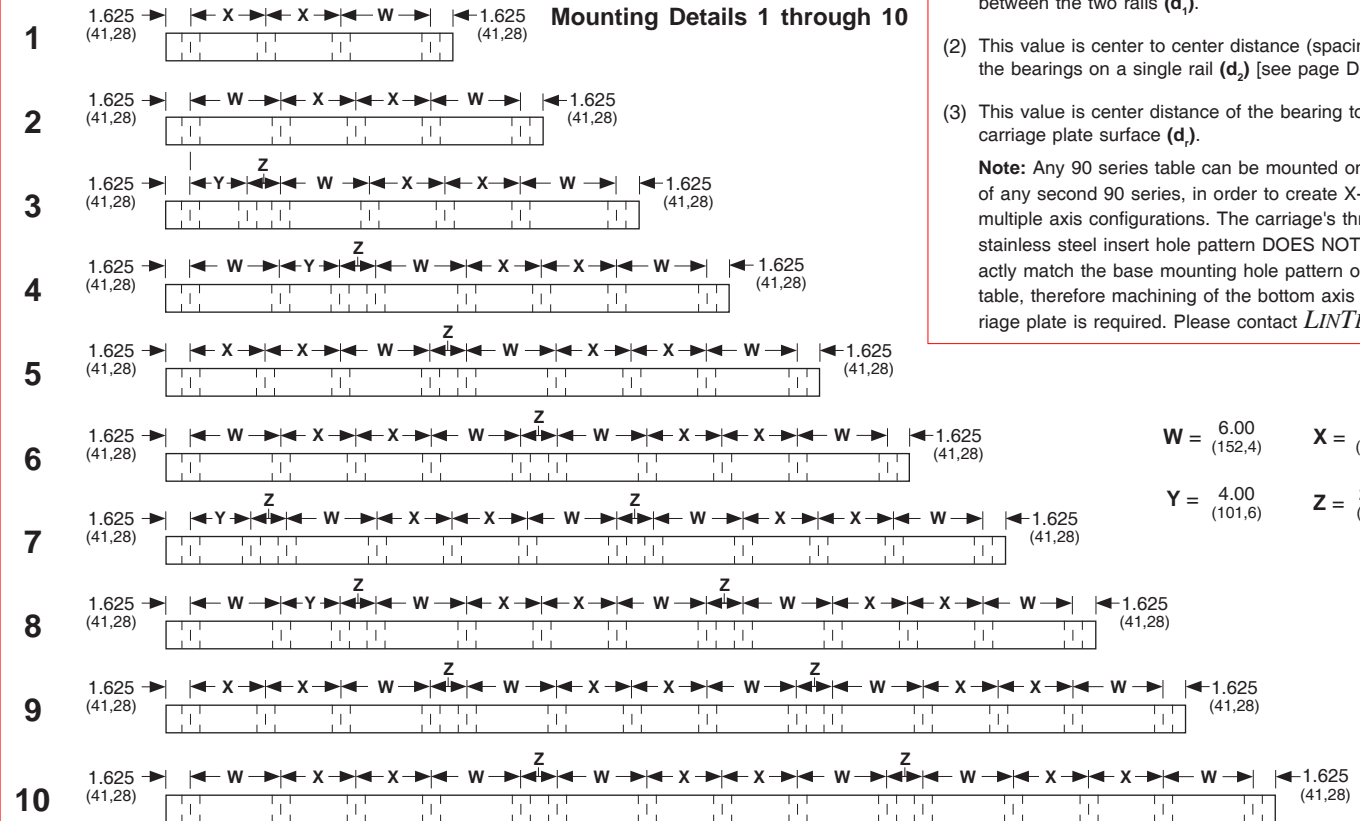 Mounting Details 1 through 10
between the two rails (d₁).
(2) This value is center to center distance
the bearings on a single rail (d₂) [see page
(3) This value is center distance of the bearing
carriage plate surface (dᵣ).
Note: Any 90 series table can be mounted
of any second 90 series, in order to create
multiple axis configurations. The carriage's
stainless steel insert hole pattern DOES NOT
actly match the base mounting hole pattern
table, therefore machining of the bottom axis
riage plate is required. Please contact
1 1.625 X X W 1.625
(41,28) (41,28)
2 1.625 W X X W 1.625
(41,28) (41,28)
Z
3 1.625 Y W X X W 1.625
(41,28) (41,28)
Z
4 1.625 W Y W X X W 1.625
(41,28) (41,28)
Z
5 1.625 X X W W X X W 1.625
(41,28) (41,28)
Z
6 1.625 W X X W W X X W 1.625
(41,28) (41,28)
Z Z
7 1.625 Y W X X W W X X W 1.625
(41,28) (41,28)
Z Z
8 1.625 W Y W X X W W X X W 1.625
(41,28) (41,28)
Z Z
9 1.625 X X W W X X W W X X W 1.625
(41,28) (41,28)
Z Z
10 1.625 W X X W W X X W W X X W 1.625
(41,28) (41,28)
W = 6.00 X =
(152,4)
Y = 4.00 Z =
(101,6)